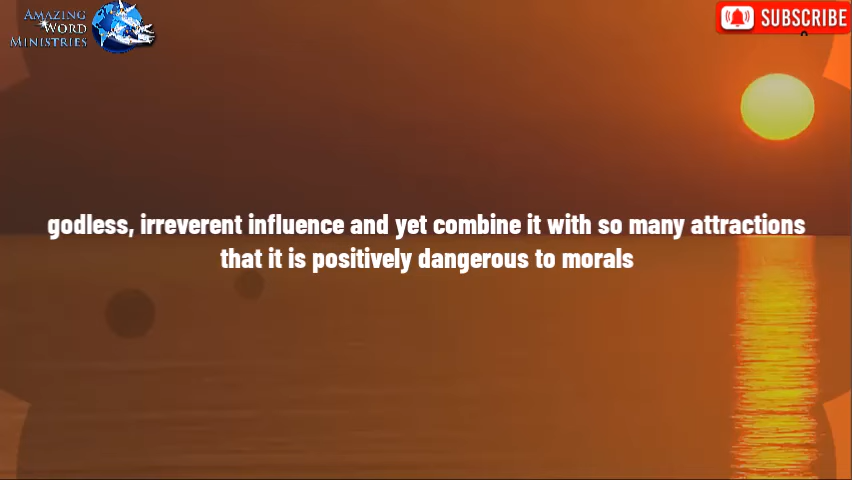 AMAZING
WORD
MINISTRIES
SUBSCRIBE
godless, irreverent influence and yet combine it with so many attractions
that it is positively dangerous to morals